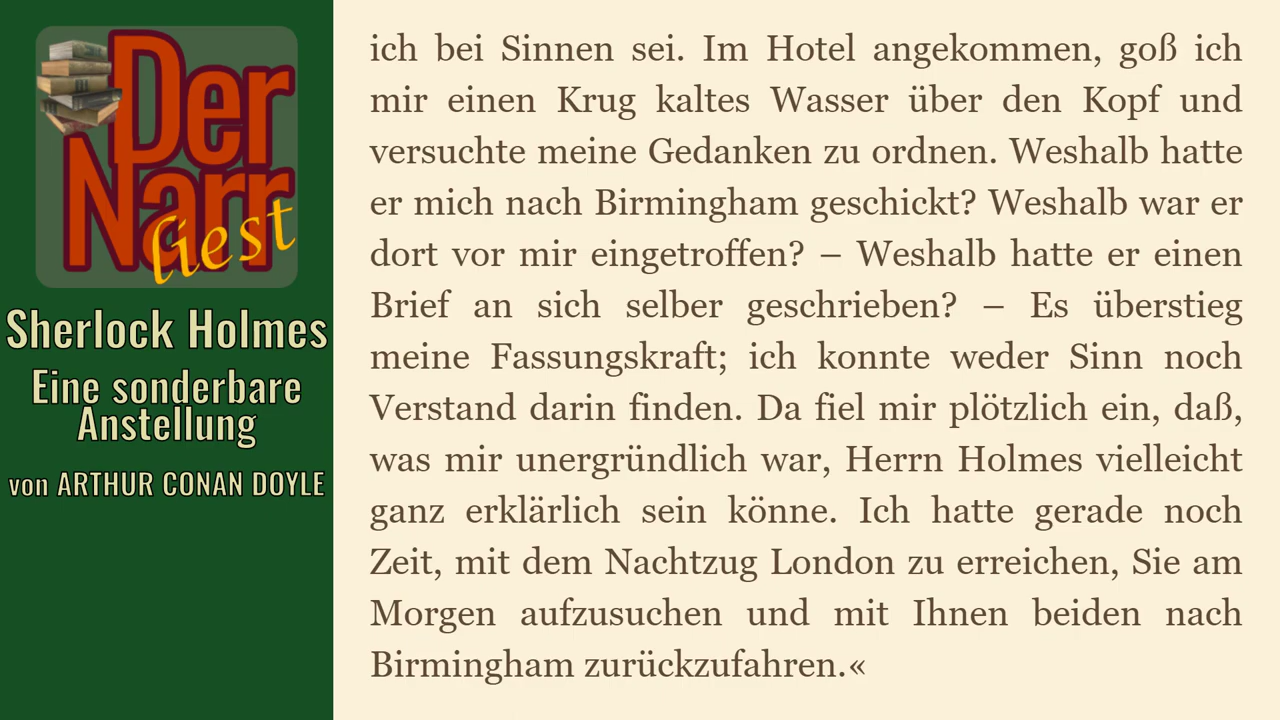 Der
Narr
liest
Sherlock Holmes
Eine sonderbare
Anstellung
von ARTHUR CONAN DOYLE
ich bei Sinnen sei. Im Hotel angekommen, goß ich
mir einen Krug kaltes Wasser über den Kopf und
versuchte meine Gedanken zu ordnen. Weshalb hatte
er mich nach Birmingham geschickt? Weshalb war er
dort vor mir eingetroffen? – Weshalb hatte er einen
Brief an sich selber geschrieben? – Es überstieg
meine Fassungskraft; ich konnte weder Sinn noch
Verstand darin finden. Da fiel mir plötzlich ein, daß,
was mir unergründlich war, Herrn Holmes vielleicht
ganz erklärlich sein könne. Ich hatte gerade noch
Zeit, mit dem Nachtzug London zu erreichen, Sie am
Morgen aufzusuchen und mit Ihnen beiden nach
Birmingham zurückzufahren.«